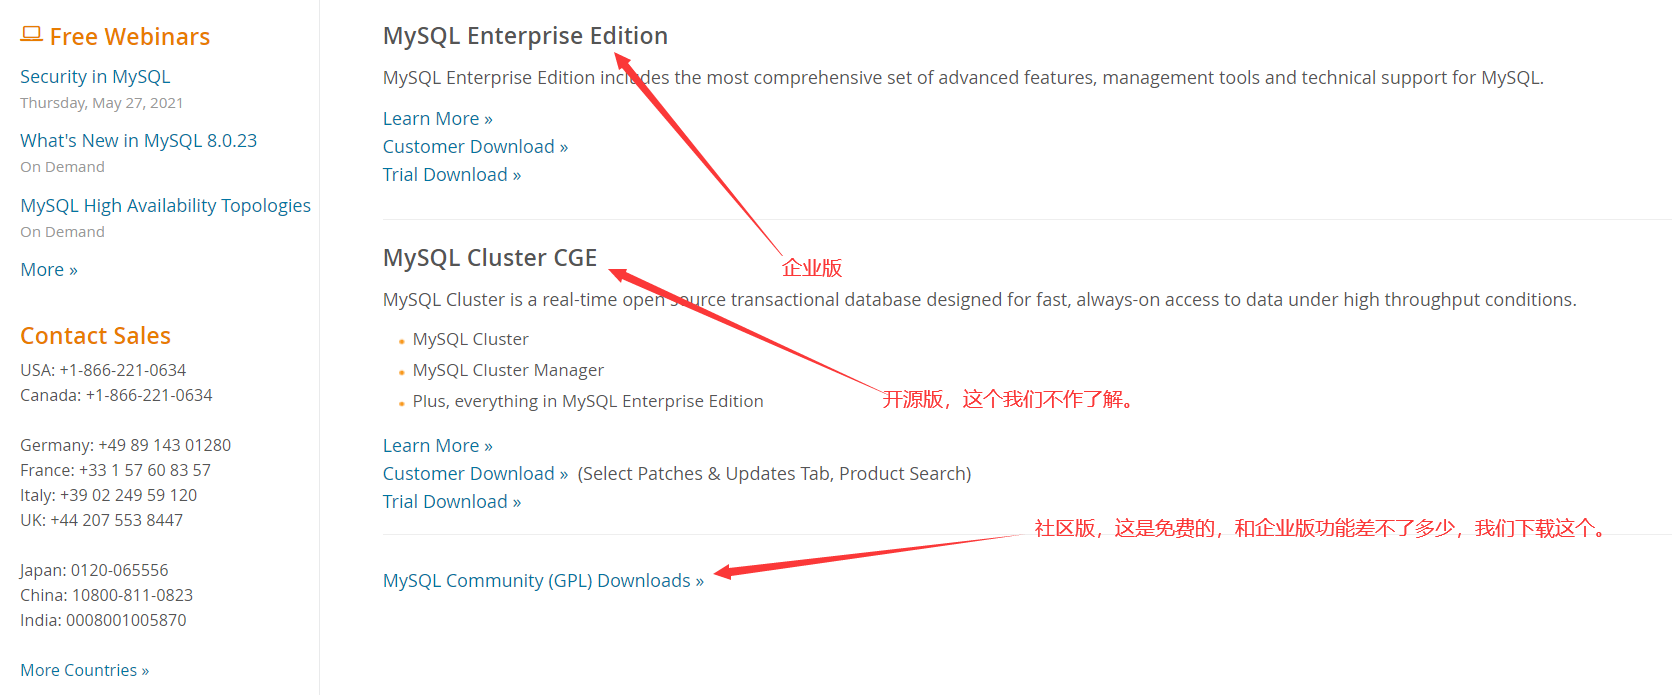 Free Webinars
Security in MySQL
Thursday, May 27, 2021
What's New in MySQL 8.0.23
On Demand
MySQL High Availability Topologies
On Demand
More »
Contact Sales
USA: +1-866-221-0634
Canada: +1-866-221-0634
Germany: +49 89 143 01280
France: +33 1 57 60 83 57
Italy: +39 02 249 59 120
UK: +44 207 553 8447
Japan: 0120-065556
China: 10800-811-0823
India: 0008001005870
More Countries »
MySQL Enterprise Edition
MySQL Enterprise Edition includes the most comprehensive set of advanced features, management tools and technical support for MySQL.
Learn More »
Customer Download »
Trial Download »
企业版
MySQL Cluster CGE
MySQL Cluster is a real-time open source transactional database designed for fast, always-on access to data under high throughput conditions.
MySQL Cluster
MySQL Cluster Manager
Plus, everything in MySQL Enterprise Edition
开源版，这个我们不作了解。
Learn More »
Customer Download » (Select Patches & Updates Tab, Product Search)
Trial Download »
社区版，这是免费的，和企业版功能差不了多少，我们下载这个。
MySQL Community (GPL) Downloads »